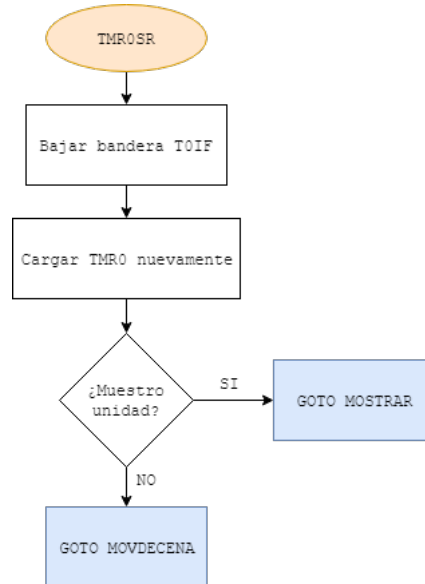 TMR0SR
Bajar bandera T0IF
Cargar TMR0 nuevamente
¿Muestro
unidad?
SI
GOTO MOSTRAR
NO
GOTO MOVDECENA